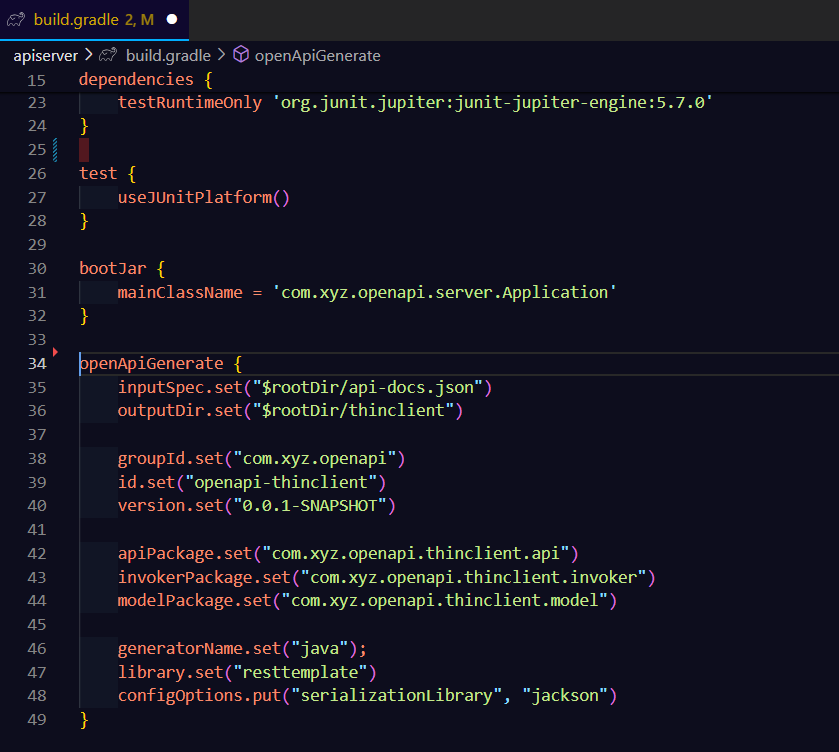 build.gradle 2, M
apiserver > build.gradle > openApiGenerate
15 dependencies {
23 testRuntimeOnly 'org.junit.jupiter:junit-jupiter-engine:5.7.0'
24 }
25
26 test {
27 useJUnitPlatform()
28 }
29
30 bootJar {
31 mainClassName = 'com.xyz.openapi.server.Application'
32 }
33
34 openApiGenerate {
35 inputSpec.set("$rootDir/api-docs.json")
36 outputDir.set("$rootDir/thinclient")
37
38 groupId.set("com.xyz.openapi")
39 id.set("openapi-thinclient")
40 version.set("0.0.1-SNAPSHOT")
41
42 apiPackage.set("com.xyz.openapi.thinclient.api")
43 invokerPackage.set("com.xyz.openapi.thinclient.invoker")
44 modelPackage.set("com.xyz.openapi.thinclient.model")
45
46 generatorName.set("java");
47 library.set("resttemplate")
48 configOptions.put("serializationLibrary", "jackson")
49 }